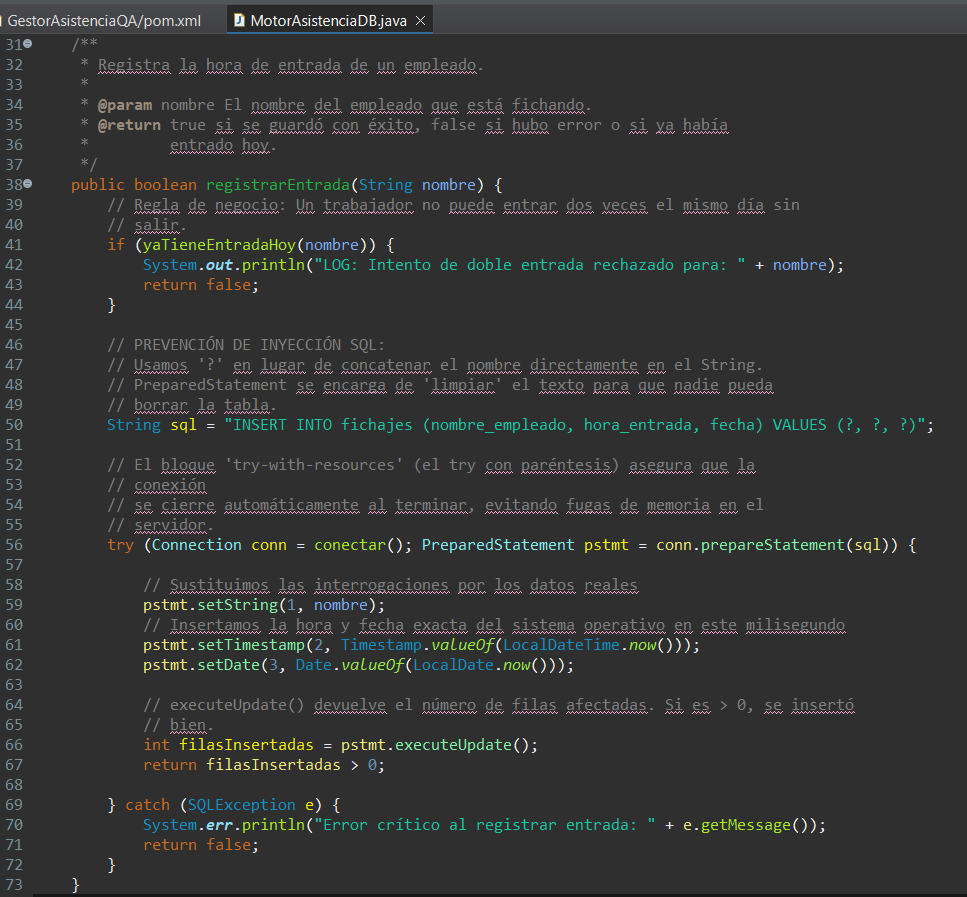 GestorAsistenciaQA/pom.xml
MotorAsistenciaDB.java
31 /**
32 * Registra la hora de entrada de un empleado.
33 *
34 * @param nombre El nombre del empleado que está fichando.
35 * @return true si se guardó con éxito, false si hubo error o si ya había
36 * entrado hoy.
37 */
38 public boolean registrarEntrada(String nombre) {
39 // Regla de negocio: Un trabajador no puede entrar dos veces el mismo día sin
40 // salir.
41 if (yaTieneEntradaHoy(nombre)) {
42 System.out.println("LOG: Intento de doble entrada rechazado para: " + nombre);
43 return false;
44 }
45
46 // PREVENCIÓN DE INYECCIÓN SQL:
47 // Usamos '?' en lugar de concatenar el nombre directamente en el String.
48 // PreparedStatement se encarga de 'limpiar' el texto para que nadie pueda
49 // borrar la tabla.
50 String sql = "INSERT INTO fichajes (nombre_empleado, hora_entrada, fecha) VALUES (?, ?, ?)";
51
52 // El bloque 'try-with-resources' (el try con paréntesis) asegura que la
53 // conexión
54 // se cierre automáticamente al terminar, evitando fugas de memoria en el
55 // servidor.
56 try (Connection conn = conectar(); PreparedStatement pstmt = conn.prepareStatement(sql)) {
57
58 // Sustituimos las interrogaciones por los datos reales
59 pstmt.setString(1, nombre);
60 // Insertamos la hora y fecha exacta del sistema operativo en este milisegundo
61 pstmt.setTimestamp(2, Timestamp.valueOf(LocalDateTime.now()));
62 pstmt.setDate(3, Date.valueOf(LocalDate.now()));
63
64 // executeUpdate() devuelve el número de filas afectadas. Si es > 0, se insertó
65 // bien.
66 int filasInsertadas = pstmt.executeUpdate();
67 return filasInsertadas > 0;
68
69 } catch (SQLException e) {
70 System.err.println("Error crítico al registrar entrada: " + e.getMessage());
71 return false;
72 }
73 }